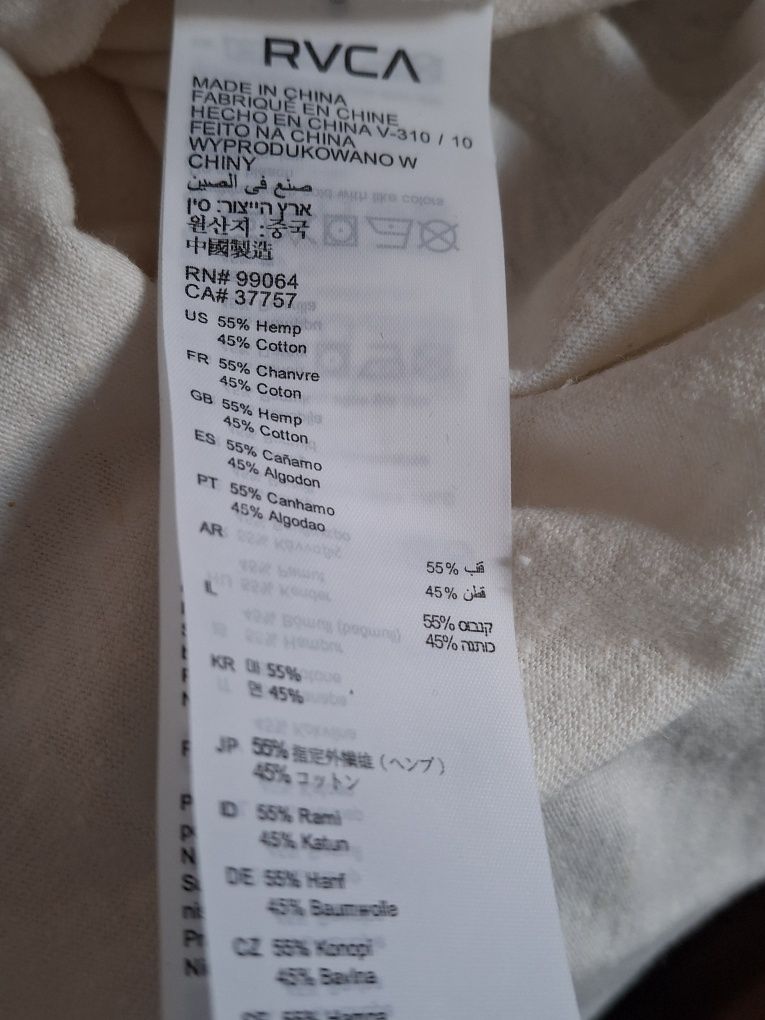 RVCA
MADE IN CHINA
FABRIQUÉ EN CHINE
HECHO EN CHINA V-310 / 10
FEITO NA CHINA
WYPRODUKOWANO W
CHINY
صنع في الصين
ארץ הייצור: סין
원산지 :중국
中國製造
RN# 99064
CA# 37757
US 55% Hemp
45% Cotton
FR 55% Chanvre
45% Coton
GB 55% Hemp
45% Cotton
ES 55% Cañamo
45% Algodon
PT 55% Canhamo
45% Algodao
AR
55% قنب
45% قطن
IL
55% קנבוס
45% כותנה
KR 마 55%
면 45%
JP 55% 指定外繊維 (ヘンプ)
45% コットン
ID 55% Rami
45% Katun
DE 55% Hanf
45% Baumwolle
CZ 55% Konopí
45% Bavlna
55%